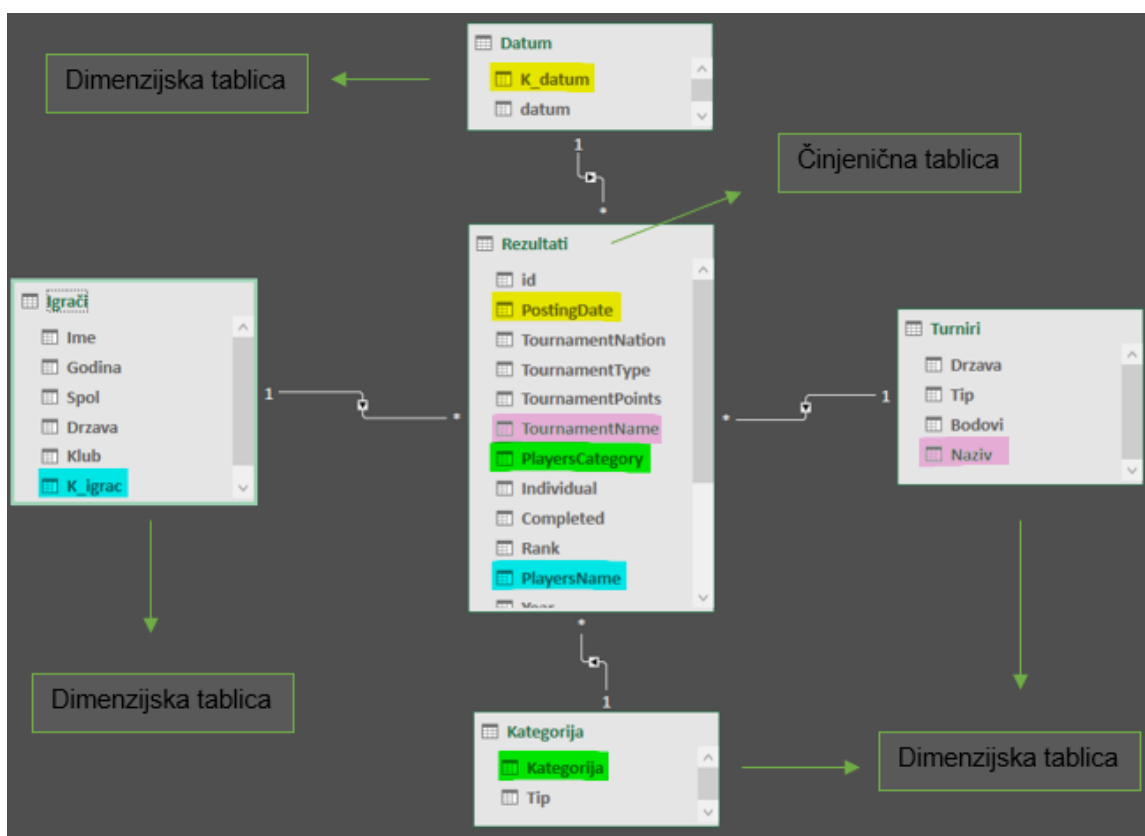 Datum
K_datum
datum
Dimenzijska tablica
1
*
Činjenična tablica
Rezultati
id
PostingDate
TournamentNation
TournamentType
TournamentPoints
TournamentName
PlayersCategory
Individual
Completed
Rank
PlayersName
Year
Igrači
Ime
Godina
Spol
Drzava
Klub
K_igrac
1
*
Turniri
Drzava
Tip
Bodovi
Naziv
*
1
Dimenzijska tablica
*
1
Kategorija
Kategorija
Tip
Dimenzijska tablica